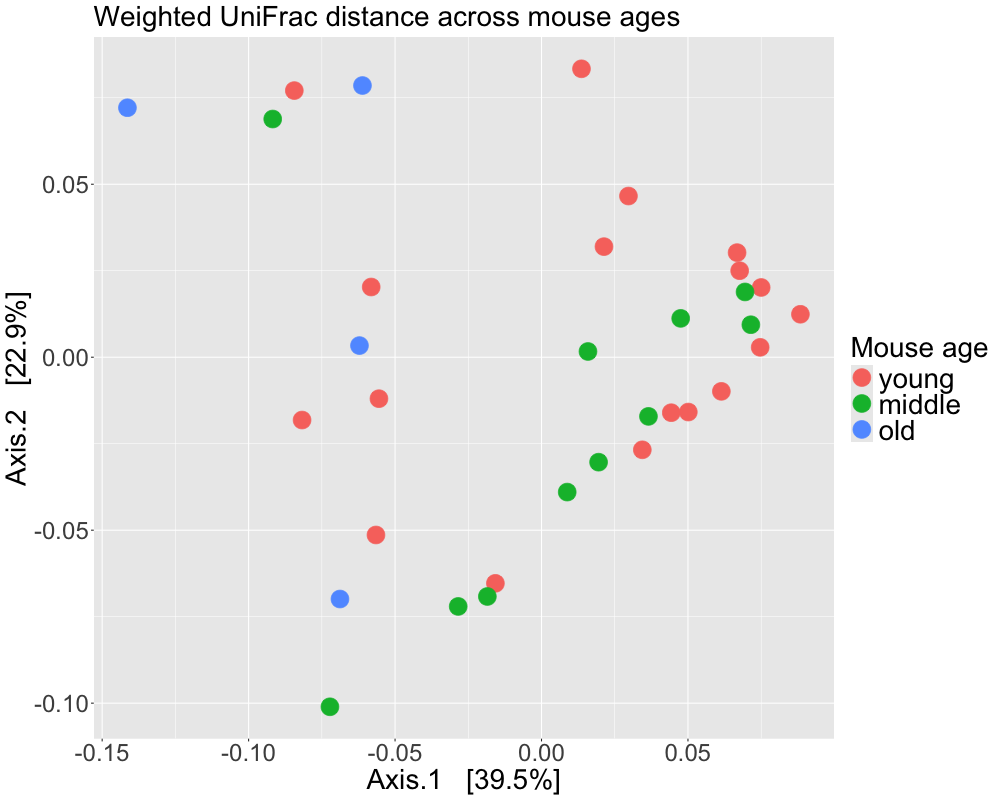 Weighted UniFrac distance across mouse ages
0.05
0.00
-0.05
-0.10
Axis.2 [22.9%]
-0.15 -0.10 -0.05 0.00 0.05
Axis.1 [39.5%]
Mouse age
young
middle
old